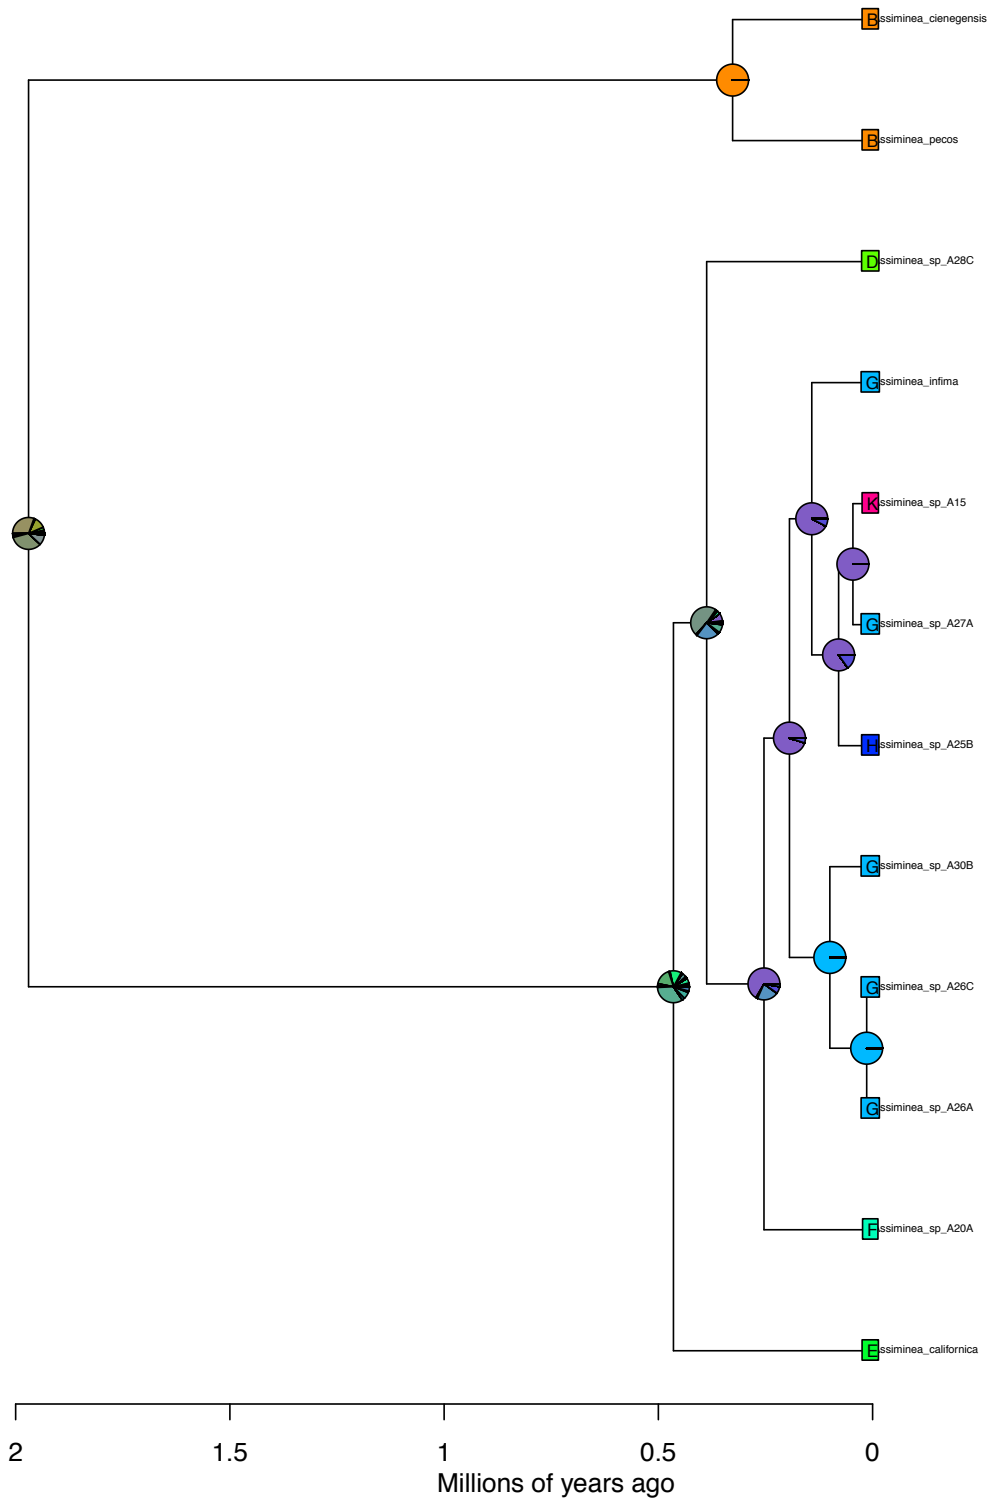 B ssiminea_cienegensis
B ssiminea_pecos
D ssiminea_sp_A28C
G ssiminea_infima
K ssiminea_sp_A15
G ssiminea_sp_A27A
H ssiminea_sp_A25B
G ssiminea_sp_A30B
G ssiminea_sp_A26C
G ssiminea_sp_A26A
F ssiminea_sp_A20A
E ssiminea_californica
2 1.5 1 0.5 0
Millions of years ago